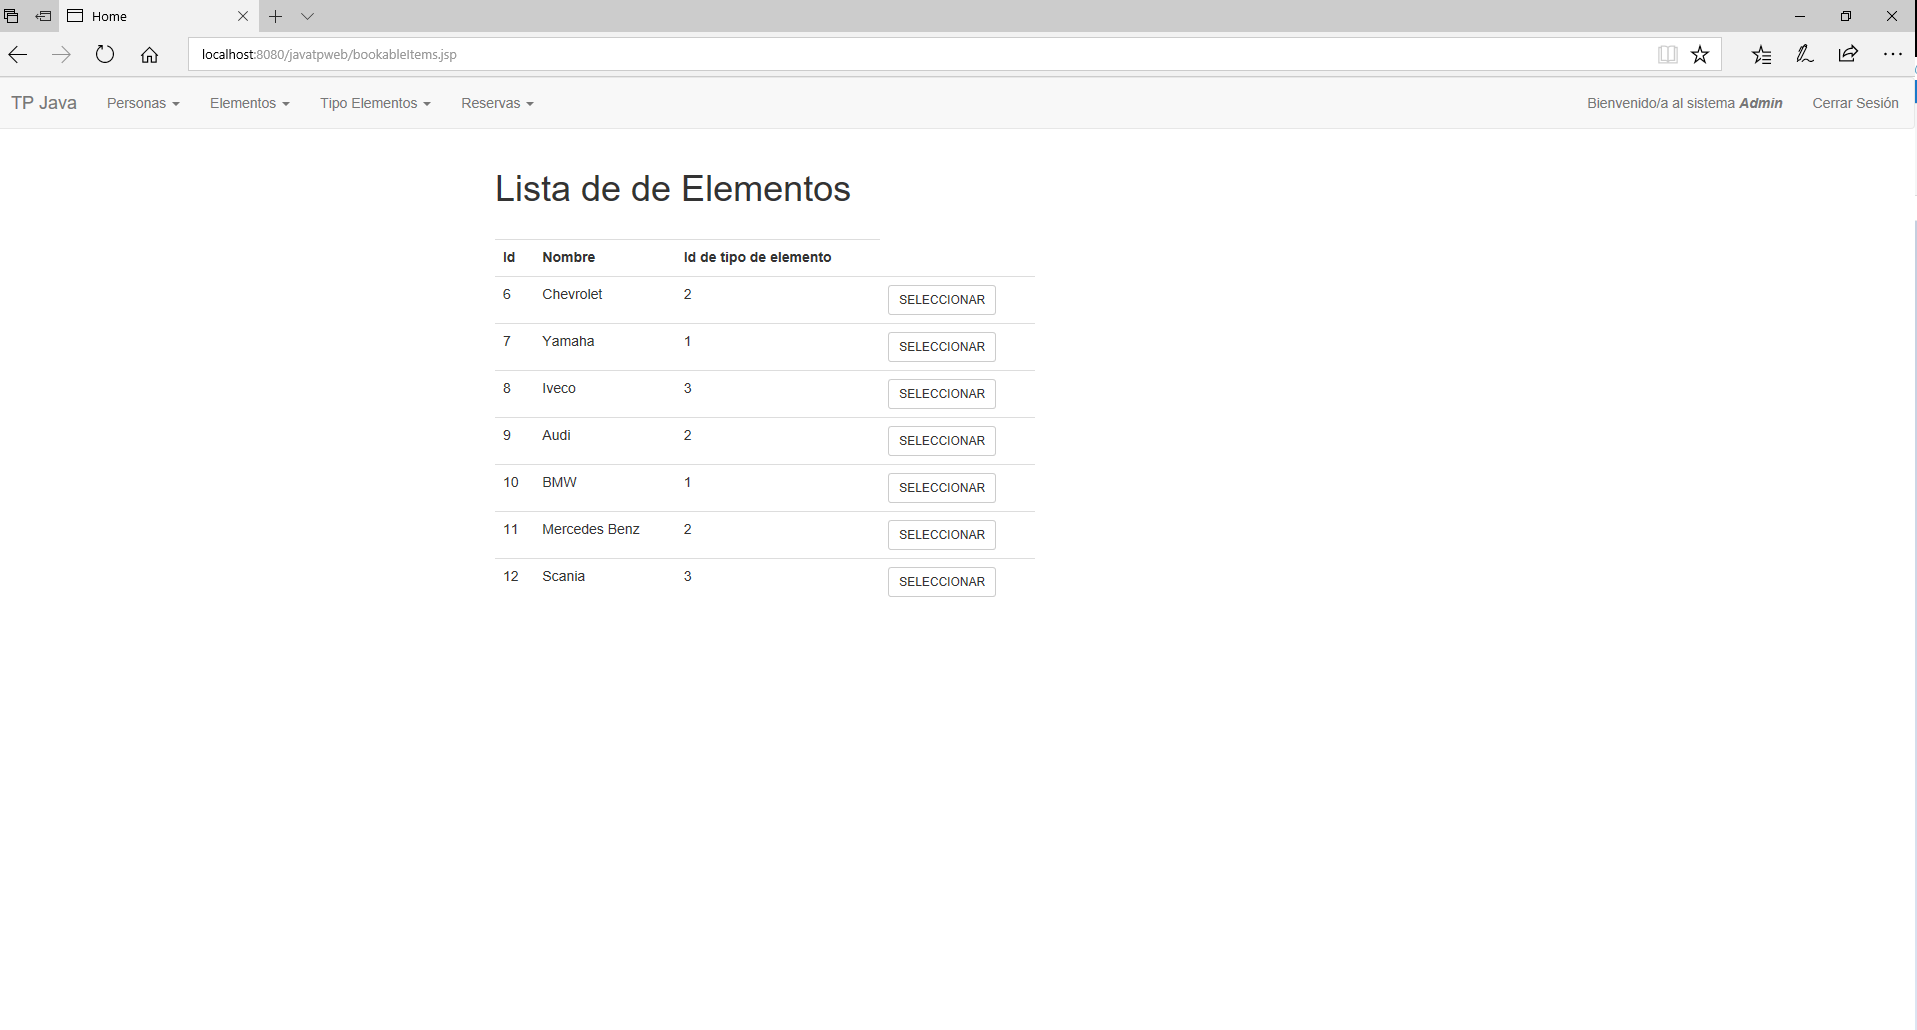 Home
localhost:8080/javatpweb/bookableItems.jsp
TP Java Personas Elementos Tipo Elementos Reservas Bienvenido/a al sistema Admin Cerrar Sesión
Lista de de Elementos
Id Nombre Id de tipo de elemento
6 Chevrolet 2 SELECCIONAR
7 Yamaha 1 SELECCIONAR
8 Iveco 3 SELECCIONAR
9 Audi 2 SELECCIONAR
10 BMW 1 SELECCIONAR
11 Mercedes Benz 2 SELECCIONAR
12 Scania 3 SELECCIONAR